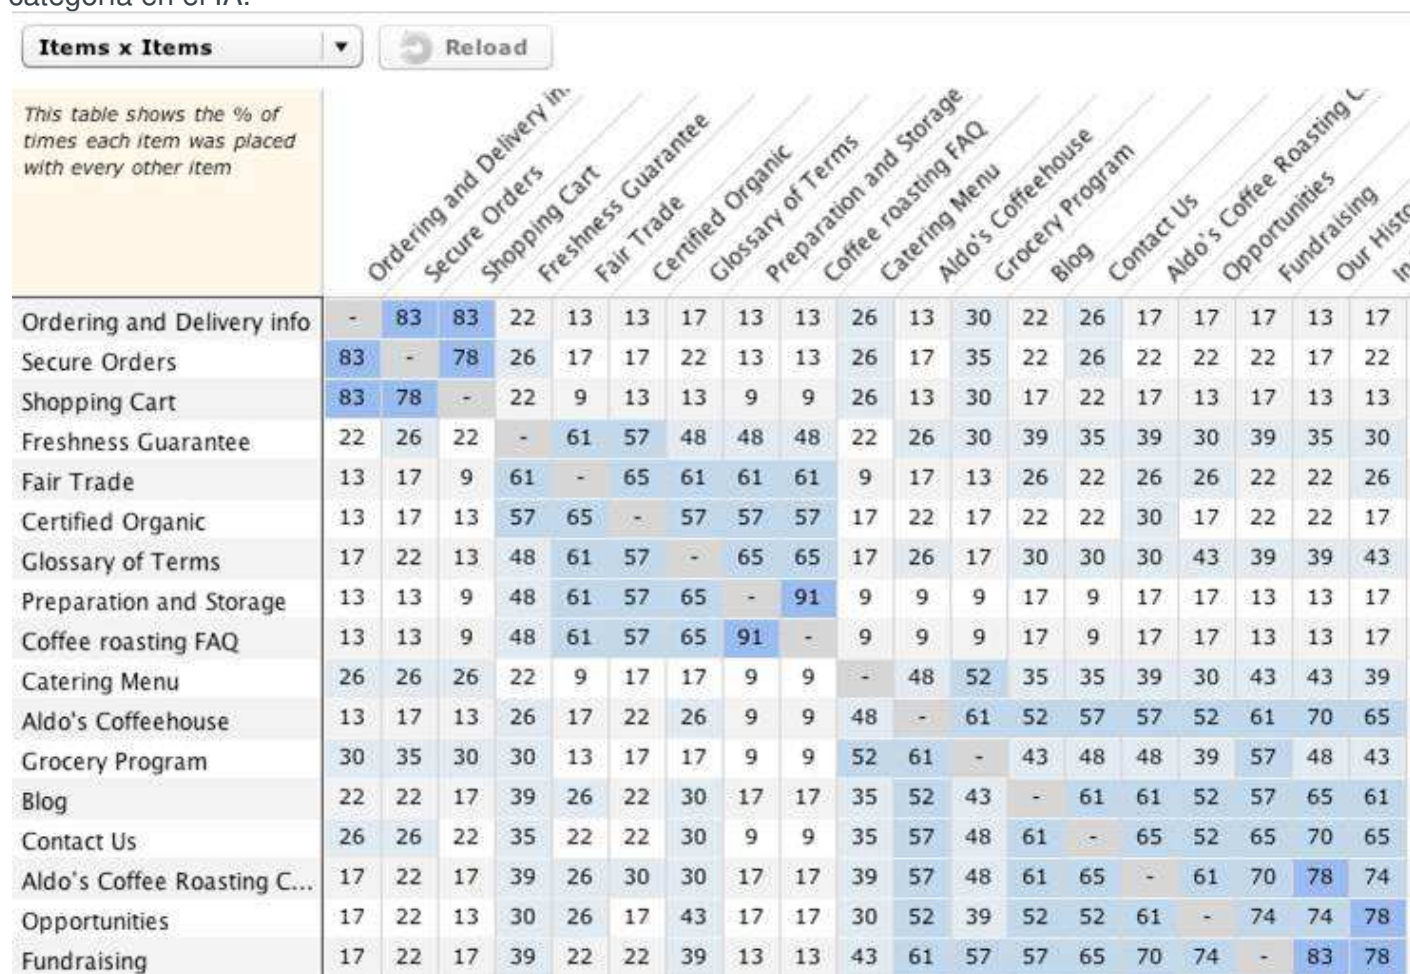 categoría en el IA.
Items x Items
Reload
This table shows the % of
times each item was placed
with every other item
Ordering and Delivery in.
Secure Orders
Shopping Cart
Freshness Guarantee
Fair Trade
Certified Organic
Glossary of Terms
Preparation and Storage
Coffee roasting FAQ
Catering Menu
Aldo's Coffeehouse
Grocery Program
Blog
Contact Us
Aldo's Coffee Roasting C
Opportunities
Fundraising
Our Histo
In
Ordering and Delivery info - 83 83 22 13 13 17 13 13 26 13 30 22 26 17 17 17 13 17
Secure Orders 83 - 78 26 17 17 22 13 13 26 17 35 22 26 22 22 22 17 22
Shopping Cart 83 78 - 22 9 13 13 9 9 26 13 30 17 22 17 13 17 13 13
Freshness Guarantee 22 26 22 - 61 57 48 48 48 22 26 30 39 35 39 30 39 35 30
Fair Trade 13 17 9 61 - 65 61 61 61 9 17 13 26 22 26 26 22 22 26
Certified Organic 13 17 13 57 65 - 57 57 57 17 22 17 22 22 30 17 22 22 17
Glossary of Terms 17 22 13 48 61 57 - 65 65 17 26 17 30 30 30 43 39 39 43
Preparation and Storage 13 13 9 48 61 57 65 - 91 9 9 9 17 9 17 17 13 13 17
Coffee roasting FAQ 13 13 9 48 61 57 65 91 - 9 9 9 17 9 17 17 13 13 17
Catering Menu 26 26 26 22 9 17 17 9 9 - 48 52 35 35 39 30 43 43 39
Aldo's Coffeehouse 13 17 13 26 17 22 26 9 9 48 - 61 52 57 57 52 61 70 65
Grocery Program 30 35 30 30 13 17 17 9 9 52 61 - 43 48 48 39 57 48 43
Blog 22 22 17 39 26 22 30 17 17 35 52 43 - 61 61 52 57 65 61
Contact Us 26 26 22 35 22 22 30 9 9 35 57 48 61 - 65 52 65 70 65
Aldo's Coffee Roasting C... 17 22 17 39 26 30 30 17 17 39 57 48 61 65 - 61 70 78 74
Opportunities 17 22 13 30 26 17 43 17 17 30 52 39 52 52 61 - 74 74 78
Fundraising 17 22 17 39 22 22 39 13 13 43 61 57 57 65 70 74 - 83 78